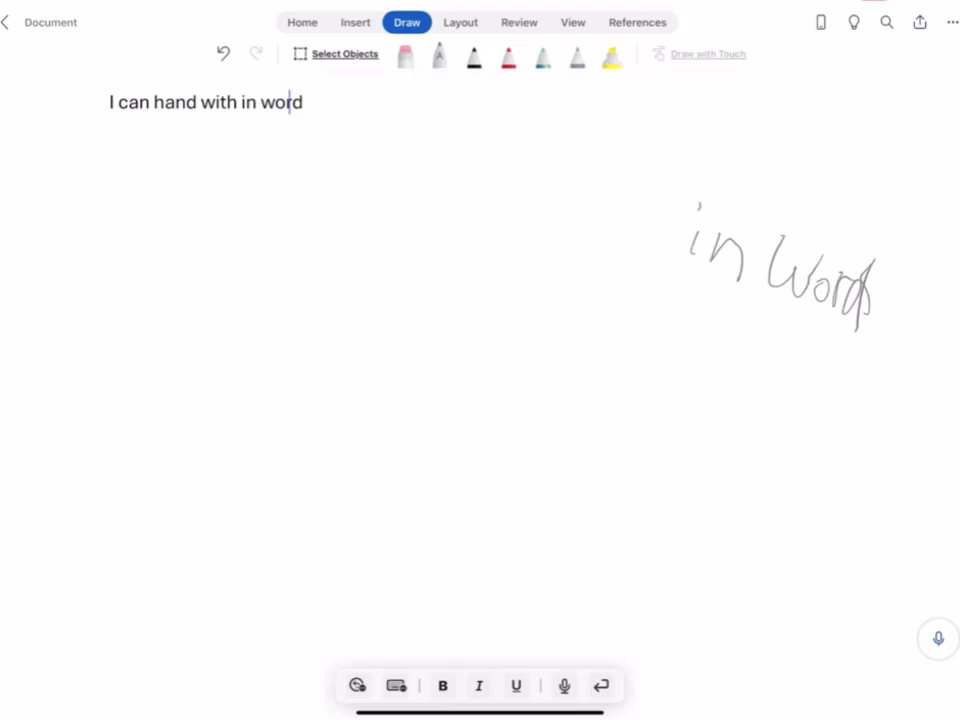 Document
Home Insert Draw Layout Review View References
Select Objects A Draw with Touch
I can hand with in word
in Word
B I U